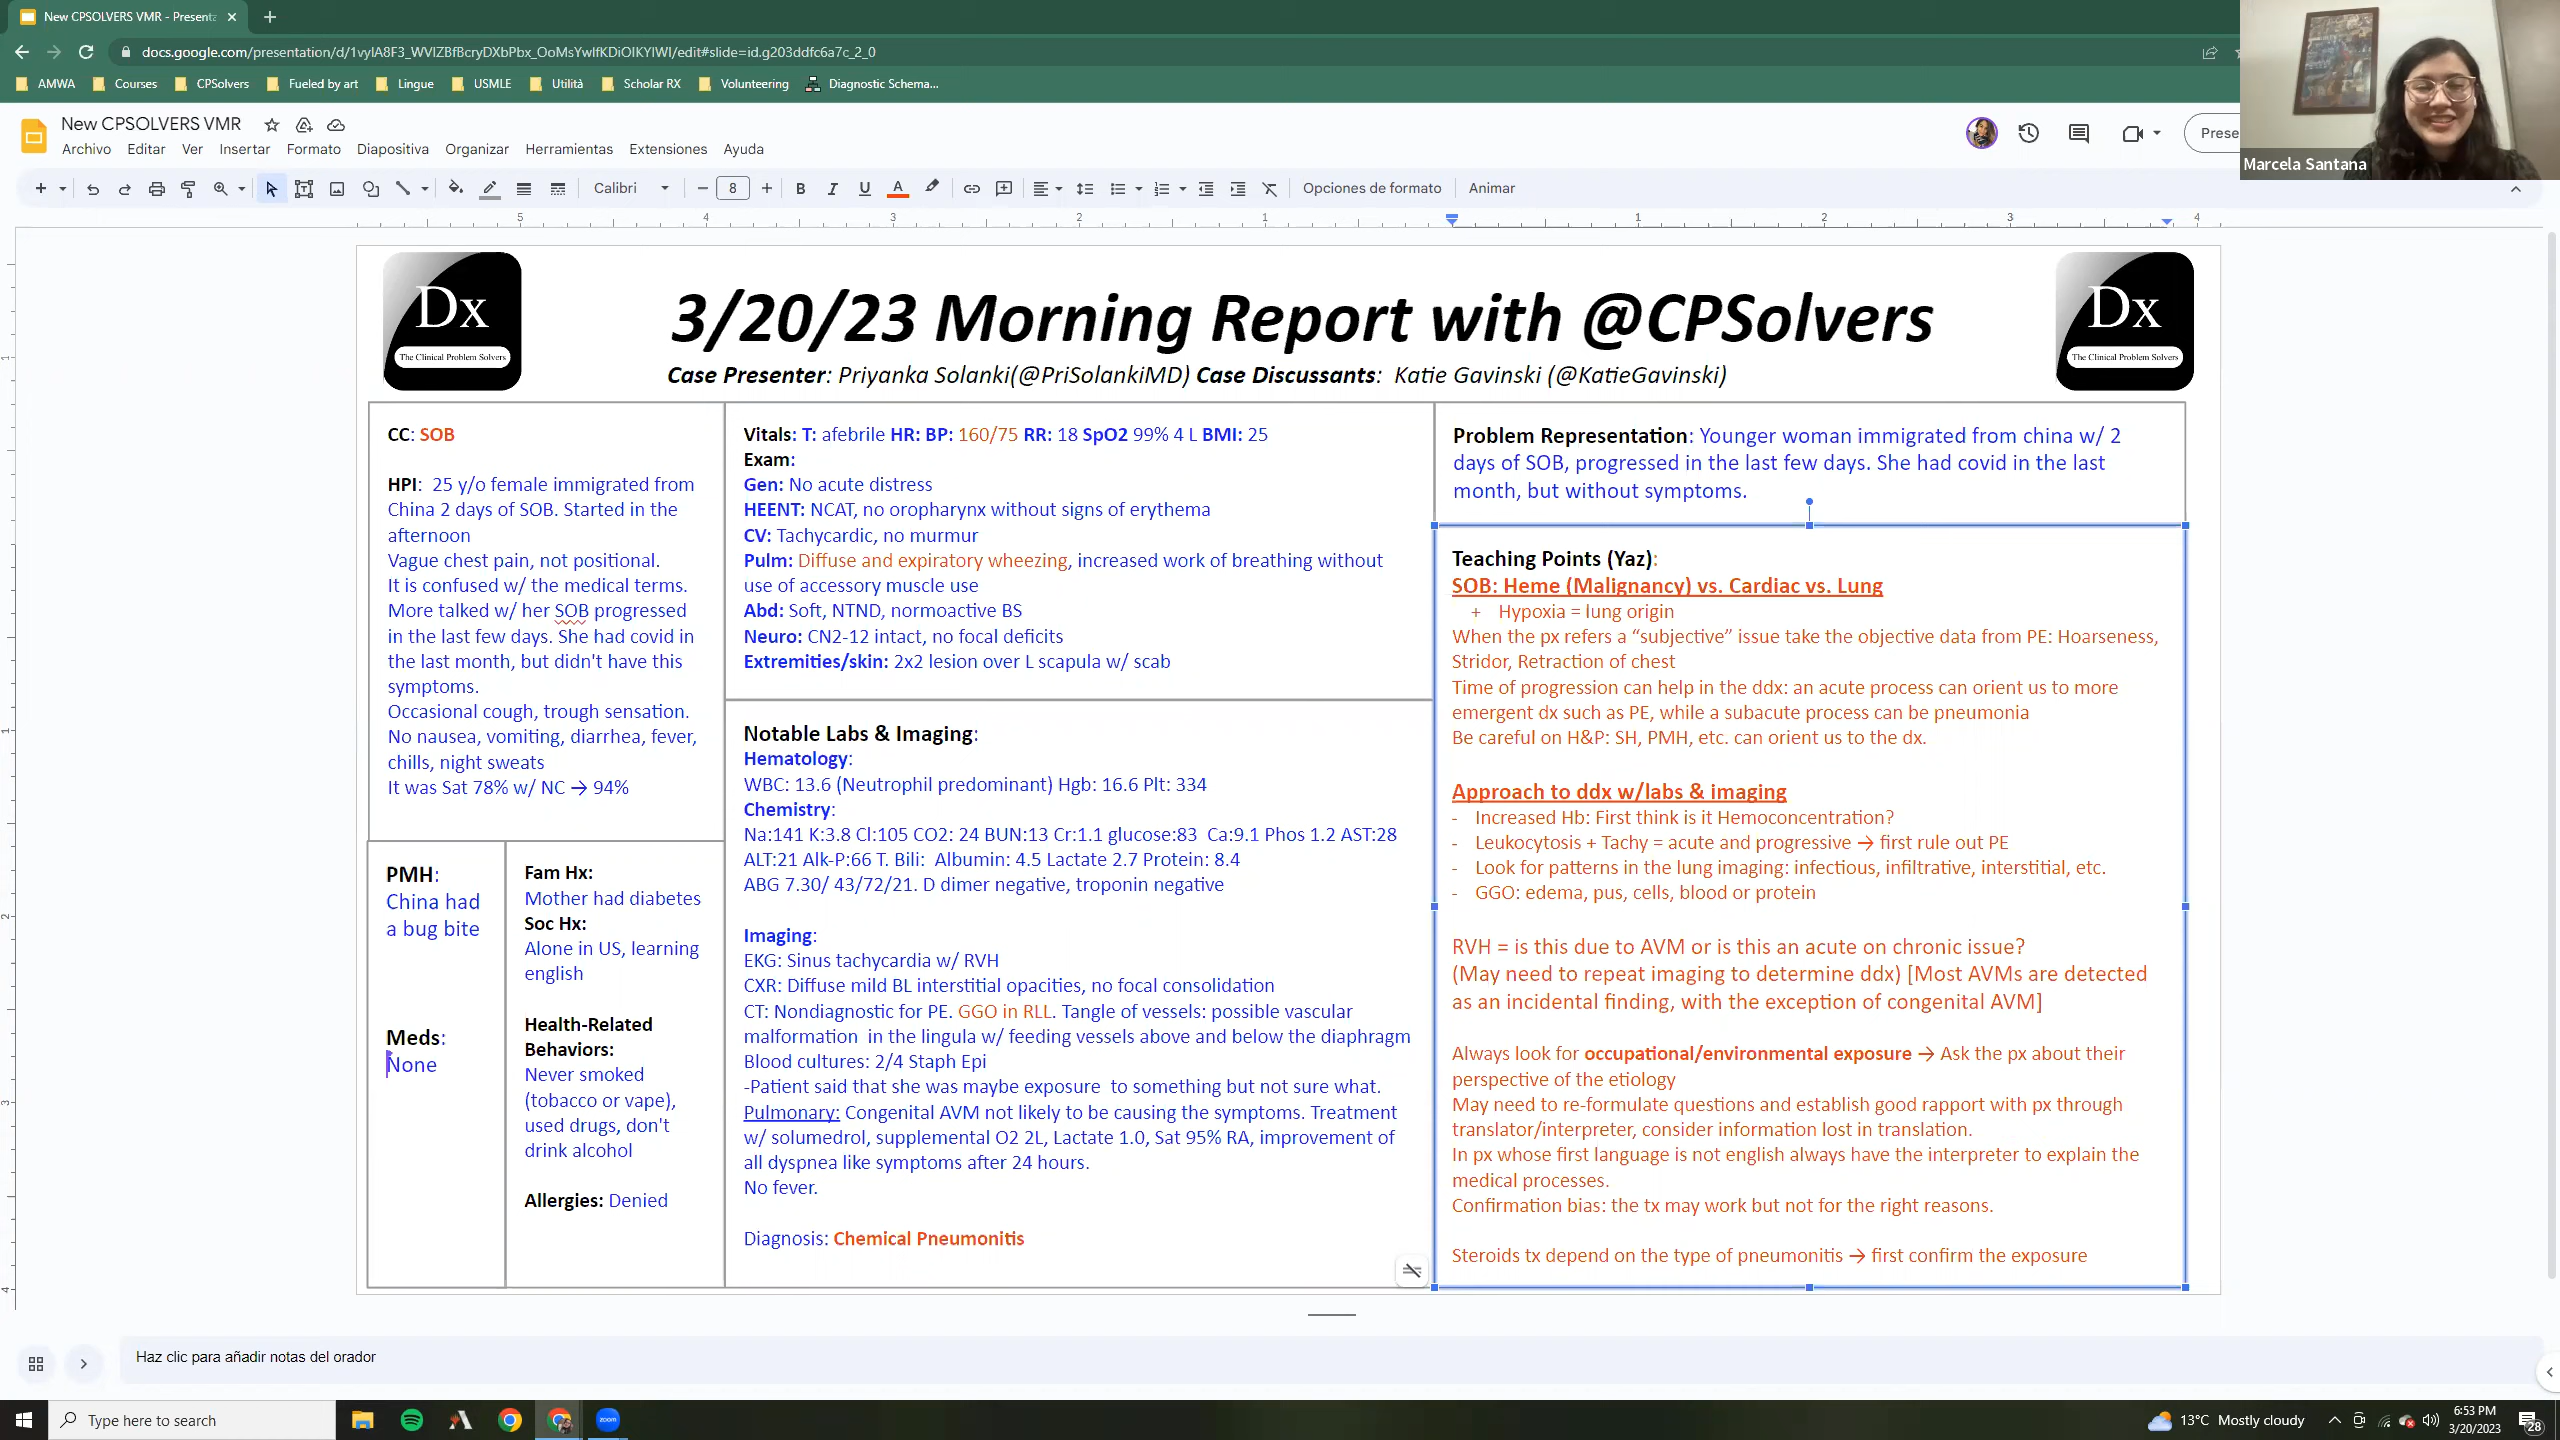 New CPSOLVERS VMR - Present
docs.google.com/presentation/d/1vyIA8F3_WVIZBfBcryDXbPbx_OoMsYwlfKDiOIKYIWI/edit#slide=id.g203ddfc6a7c_2_0
AMWA Courses CPSolvers Fueled by art Lingue USMLE Utilità Scholar RX Volunteering Diagnostic Schema...
New CPSOLVERS VMR
Archivo Editar Ver Insertar Formato Diapositiva Organizar Herramientas Extensiones Ayuda
Prese
Marcela Santana
Calibri 8 Opciones de formato Animar
5 4 3 2 1 1 2 3 4
Dx
The Clinical Problem Solvers
3/20/23 Morning Report with @CPSolvers
Case Presenter: Priyanka Solanki(@PriSolankiMD) Case Discussants: Katie Gavinski (@KatieGavinski)
Dx
The Clinical Problem Solvers
CC: SOB
HPI: 25 y/o female immigrated from
China 2 days of SOB. Started in the
afternoon
Vague chest pain, not positional.
It is confused w/ the medical terms.
More talked w/ her SOB progressed
in the last few days. She had covid in
the last month, but didn't have this
symptoms.
Occasional cough, trough sensation.
No nausea, vomiting, diarrhea, fever,
chills, night sweats
It was Sat 78% w/ NC → 94%
PMH:
China had
a bug bite
Meds:
None
Fam Hx:
Mother had diabetes
Soc Hx:
Alone in US, learning
english
Health-Related
Behaviors:
Never smoked
(tobacco or vape),
used drugs, don't
drink alcohol
Allergies: Denied
Vitals: T: afebrile HR: BP: 160/75 RR: 18 SpO2 99% 4 L BMI: 25
Exam:
Gen: No acute distress
HEENT: NCAT, no oropharynx without signs of erythema
CV: Tachycardic, no murmur
Pulm: Diffuse and expiratory wheezing, increased work of breathing without
use of accessory muscle use
Abd: Soft, NTND, normoactive BS
Neuro: CN2-12 intact, no focal deficits
Extremities/skin: 2x2 lesion over L scapula w/ scab
Notable Labs & Imaging:
Hematology:
WBC: 13.6 (Neutrophil predominant) Hgb: 16.6 Plt: 334
Chemistry:
Na:141 K:3.8 Cl:105 CO2: 24 BUN:13 Cr:1.1 glucose:83 Ca:9.1 Phos 1.2 AST:28
ALT:21 Alk-P:66 T. Bili: Albumin: 4.5 Lactate 2.7 Protein: 8.4
ABG 7.30/ 43/72/21. D dimer negative, troponin negative
Imaging:
EKG: Sinus tachycardia w/ RVH
CXR: Diffuse mild BL interstitial opacities, no focal consolidation
CT: Nondiagnostic for PE. GGO in RLL. Tangle of vessels: possible vascular
malformation in the lingula w/ feeding vessels above and below the diaphragm
Blood cultures: 2/4 Staph Epi
-Patient said that she was maybe exposure to something but not sure what.
Pulmonary: Congenital AVM not likely to be causing the symptoms. Treatment
w/ solumedrol, supplemental O2 2L, Lactate 1.0, Sat 95% RA, improvement of
all dyspnea like symptoms after 24 hours.
No fever.
Diagnosis: Chemical Pneumonitis
Problem Representation: Younger woman immigrated from china w/ 2
days of SOB, progressed in the last few days. She had covid in the last
month, but without symptoms.
Teaching Points (Yaz):
SOB: Heme (Malignancy) vs. Cardiac vs. Lung
+ Hypoxia = lung origin
When the px refers a “subjective” issue take the objective data from PE: Hoarseness,
Stridor, Retraction of chest
Time of progression can help in the ddx: an acute process can orient us to more
emergent dx such as PE, while a subacute process can be pneumonia
Be careful on H&P: SH, PMH, etc. can orient us to the dx.
Approach to ddx w/labs & imaging
- Increased Hb: First think is it Hemoconcentration?
- Leukocytosis + Tachy = acute and progressive → first rule out PE
- Look for patterns in the lung imaging: infectious, infiltrative, interstitial, etc.
- GGO: edema, pus, cells, blood or protein
RVH = is this due to AVM or is this an acute on chronic issue?
(May need to repeat imaging to determine ddx) [Most AVMs are detected
as an incidental finding, with the exception of congenital AVM]
Always look for occupational/environmental exposure → Ask the px about their
perspective of the etiology
May need to re-formulate questions and establish good rapport with px through
translator/interpreter, consider information lost in translation.
In px whose first language is not english always have the interpreter to explain the
medical processes.
Confirmation bias: the tx may work but not for the right reasons.
Steroids tx depend on the type of pneumonitis → first confirm the exposure
Haz clic para añadir notas del orador
Type here to search
zoom
13°C Mostly cloudy
6:53 PM
3/20/2023
28